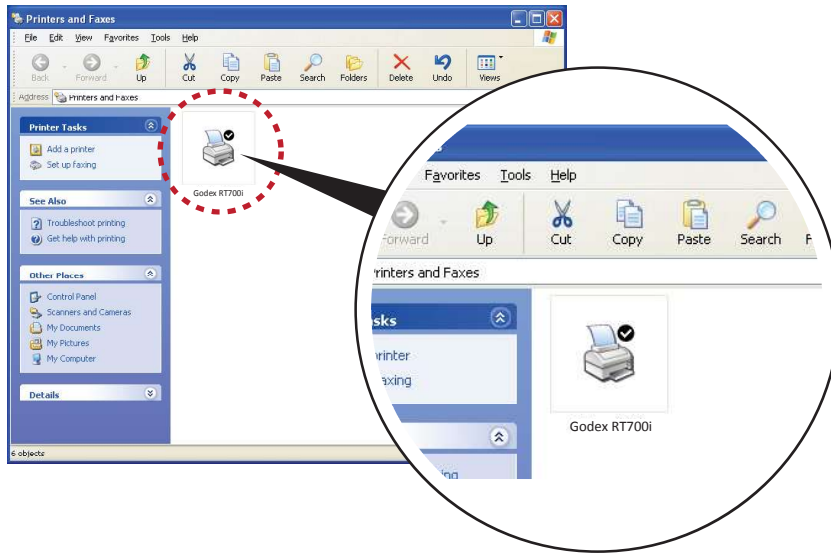 Printers and Faxes
File Edit View Favorites Tools Help
Back Forward Up Cut Copy Paste Search Folders Delete Undo Views
Address Printers and Faxes
Printer Tasks
Add a printer
Set up faxing
See Also
Troubleshoot printing
Get help with printing
Other Places
Control Panel
Scanners and Cameras
My Documents
My Pictures
My Computer
Details
Godex RT700i
6 objects
s
Favorites Tools Help
Forward Up Cut Copy Paste Search F
Printers and Faxes
sks
printer
axing
ing
Godex RT700i